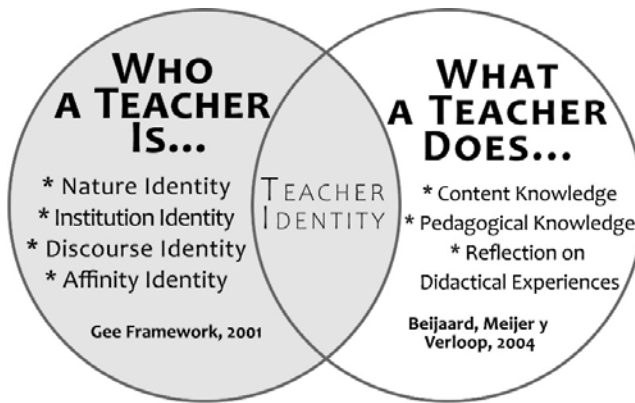 WHO
A TEACHER
IS...
* Nature Identity
* Institution Identity
* Discourse Identity
* Affinity Identity
Gee Framework, 2001
TEACHER
IDENTITY
WHAT
A TEACHER
DOES...
* Content Knowledge
* Pedagogical Knowledge
* Reflection on
Didactical Experiences
Beijaard, Meijer y
Verloop, 2004